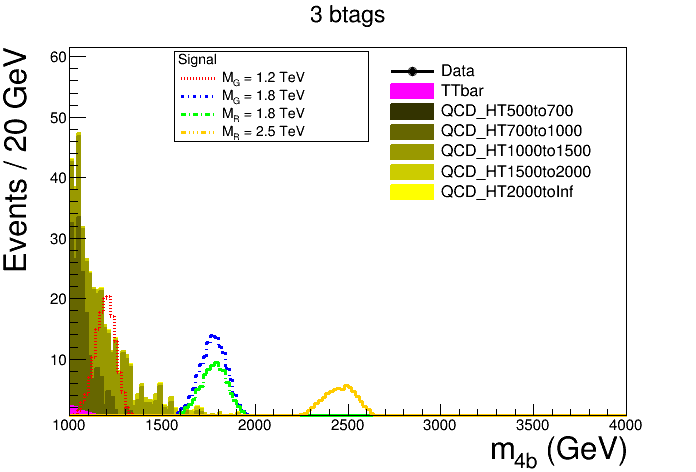 3 btags
Events / 20 GeV
60
50
40
30
20
10
Signal
M_G = 1.2 TeV
M_G = 1.8 TeV
M_R = 1.8 TeV
M_R = 2.5 TeV
Data
TTbar
QCD_HT500to700
QCD_HT700to1000
QCD_HT1000to1500
QCD_HT1500to2000
QCD_HT2000toInf
1000 1500 2000 2500 3000 3500 4000
m_4b (GeV)